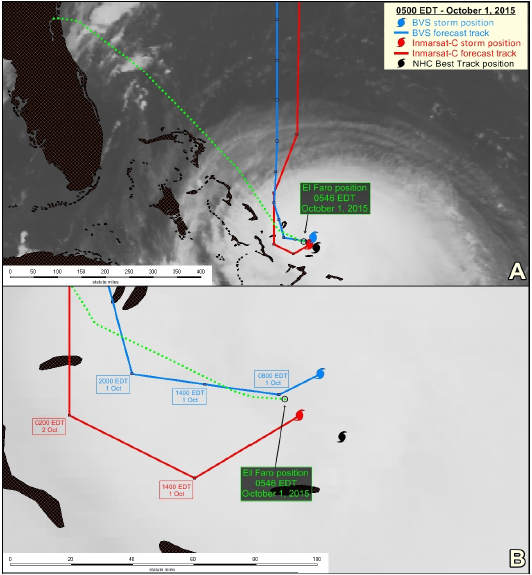 0500 EDT - October 1, 2015
BVS storm position
BVS forecast track
Inmarsat-C storm position
Inmarsat-C forecast track
NHC Best Track position
El Faro position
0546 EDT
October 1, 2015
0 50 100 150 200 250 300 350 400
statute miles
A
2000 EDT
1 Oct
1400 EDT
1 Oct
0800 EDT
1 Oct
0200 EDT
2 Oct
1400 EDT
1 Oct
El Faro position
0546 EDT
October 1, 2015
0 20 40 60 80 100
statute miles
B